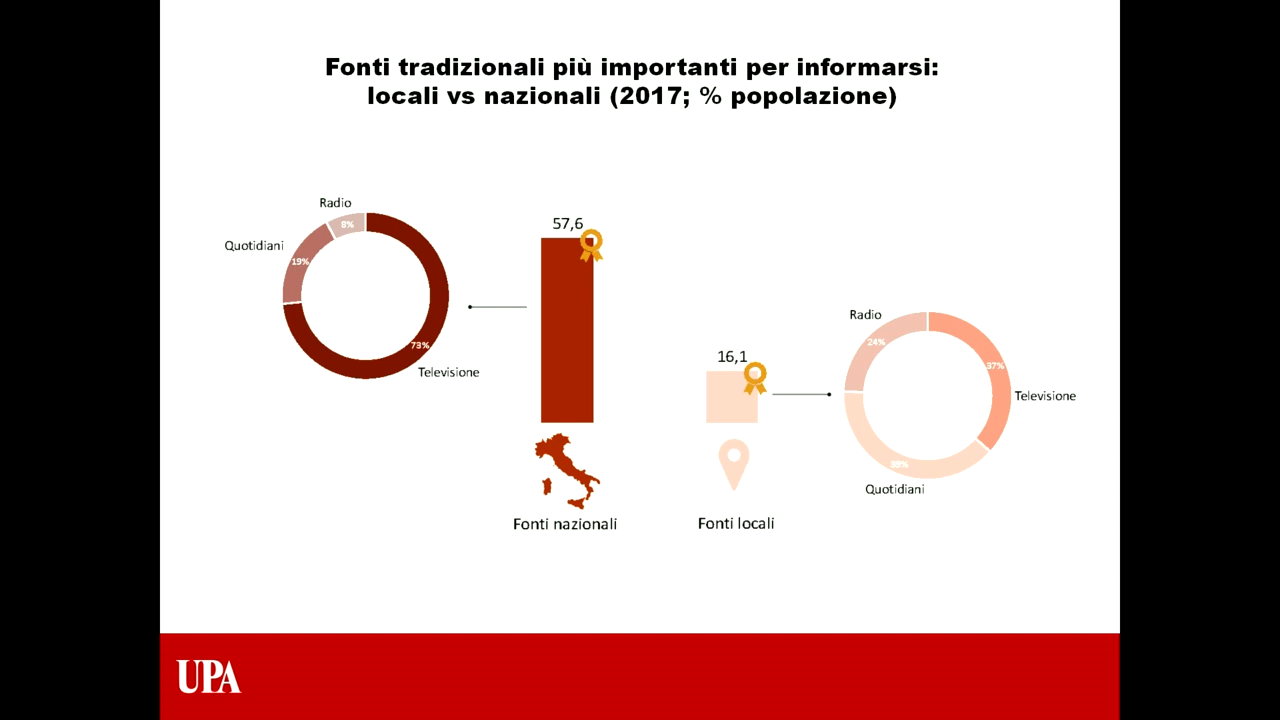 Fonti tradizionali più importanti per informarsi:
locali vs nazionali (2017; % popolazione)
Radio
8%
Quotidiani
19%
73%
Televisione
57,6
Fonti nazionali
16,1
Fonti locali
Radio
24%
37%
Televisione
39%
Quotidiani
UPA